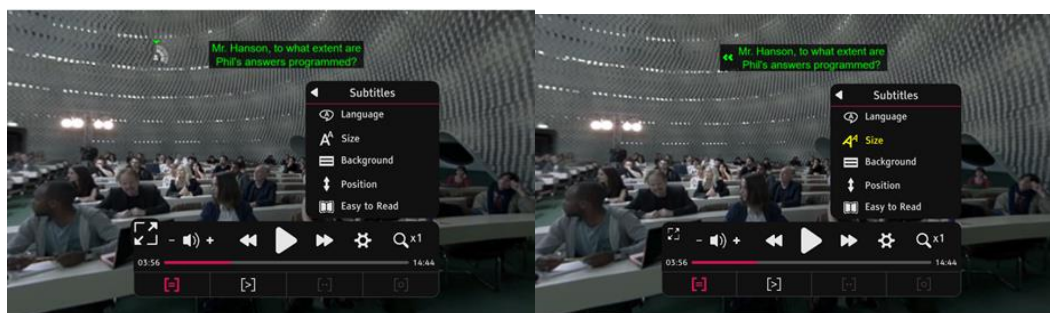 Mr. Hanson, to what extent are
Phil's answers programmed?
Subtitles
Language
Size
Background
Position
Easy to Read
- +
x1
03:56
14:44
[=]
[>]
[··]
[o]
Mr. Hanson, to what extent are
Phil's answers programmed?
Subtitles
Language
Size
Background
Position
Easy to Read
- +
x1
03:56
14:44
[=]
[>]
[··]
[o]